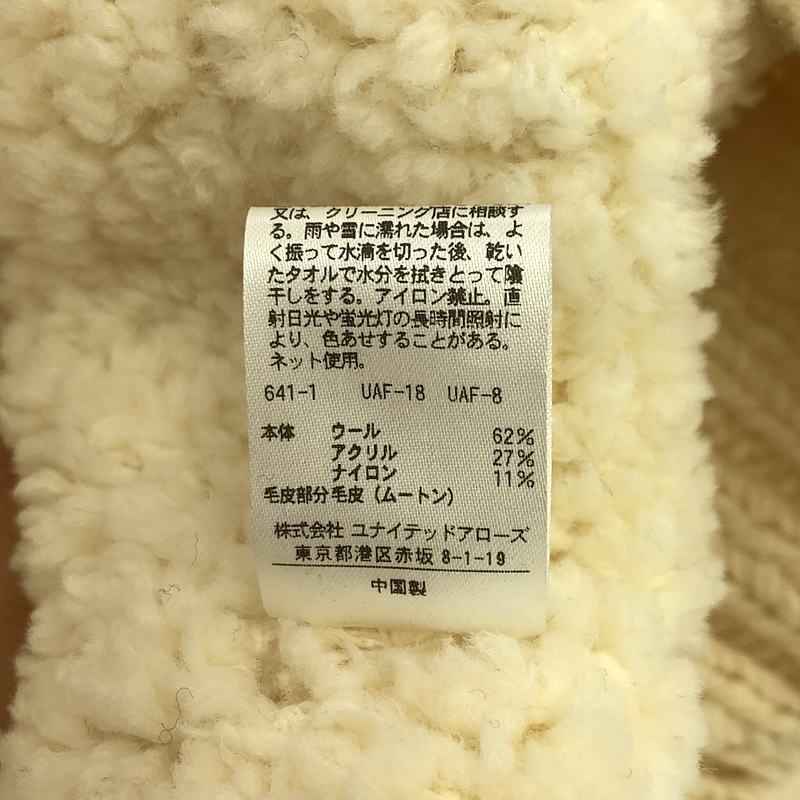 又は、クリーニング店に相談す
る。雨や雪に濡れた場合は、よ
く振って水滴を切った後、乾い
たタオルで水分を拭きとって陰
干しをする。アイロン禁止。直
射日光や蛍光灯の長時間照射に
より、色あせすることがある。
ネット使用。
641-1 UAF-18 UAF-8
本体 ウール 62%
アクリル 27%
ナイロン 11%
毛皮部分 毛皮(ムートン)
株式会社 ユナイテッドアローズ
東京都港区赤坂 8-1-19
中国製